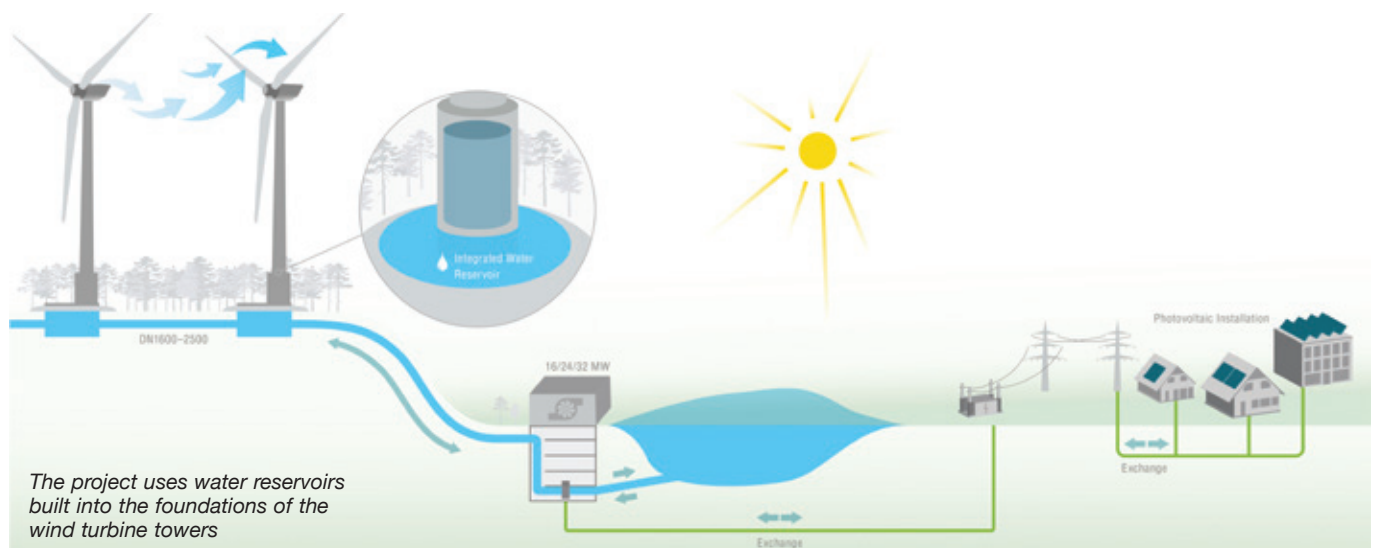 Integrated Water
Reservoir
DN1600–2500
16/24/32 MW
Photovoltaic Installation
Exchange
Exchange
The project uses water reservoirs
built into the foundations of the
wind turbine towers